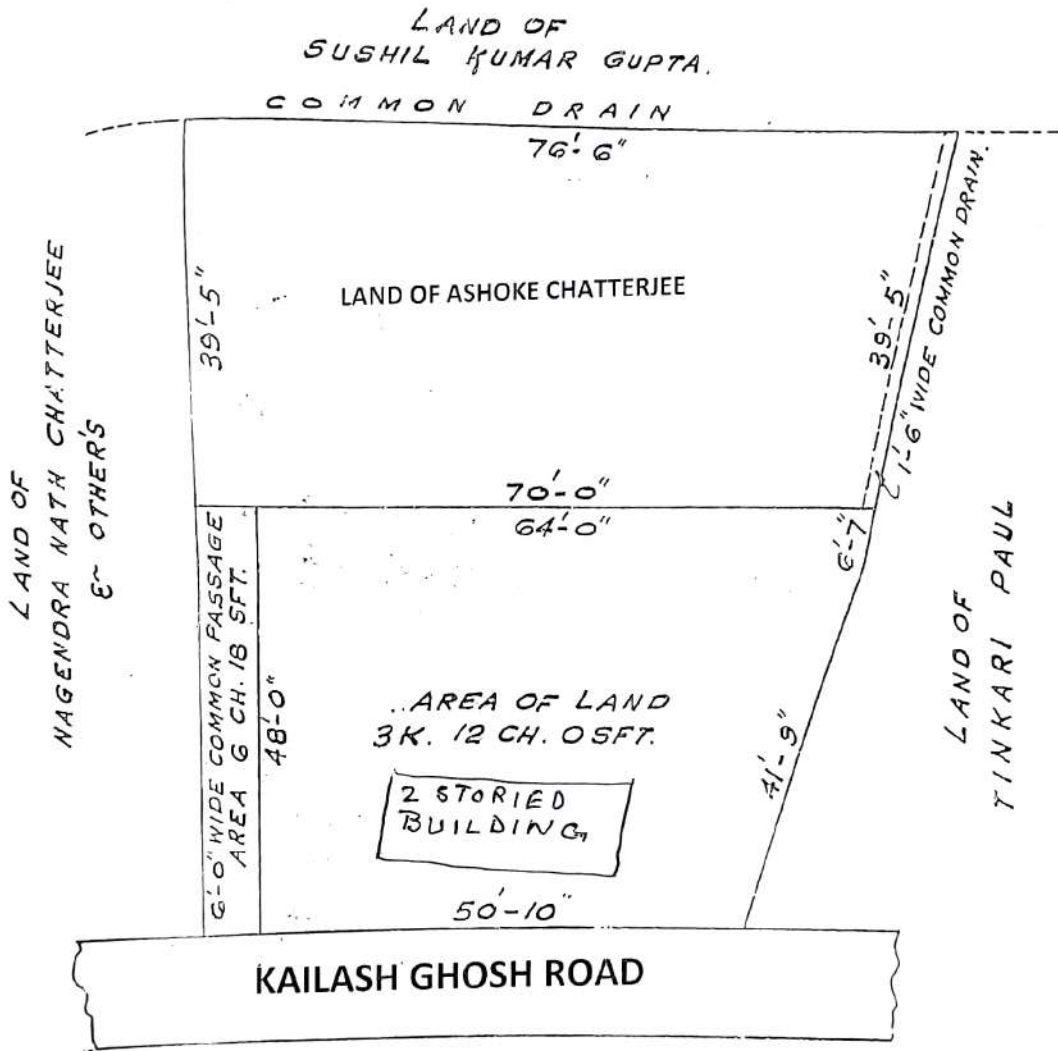 LAND OF
SUSHIL KUMAR GUPTA.
COMMON DRAIN
76'-6"
LAND OF
NAGENDRA NATH CHATTERJEE
& OTHER'S
39'-5"
LAND OF ASHOKE CHATTERJEE
39'-5"
1'-6" WIDE COMMON DRAIN.
70'-0"
64'-0"
6'-7"
6'-0" WIDE COMMON PASSAGE
AREA 6 CH. 18 SFT.
48'-0"
AREA OF LAND
3K. 12 CH. 0 SFT.
2 STORIED
BUILDING
41'-9"
LAND OF
TINKARI PAUL
50'-10"
KAILASH GHOSH ROAD